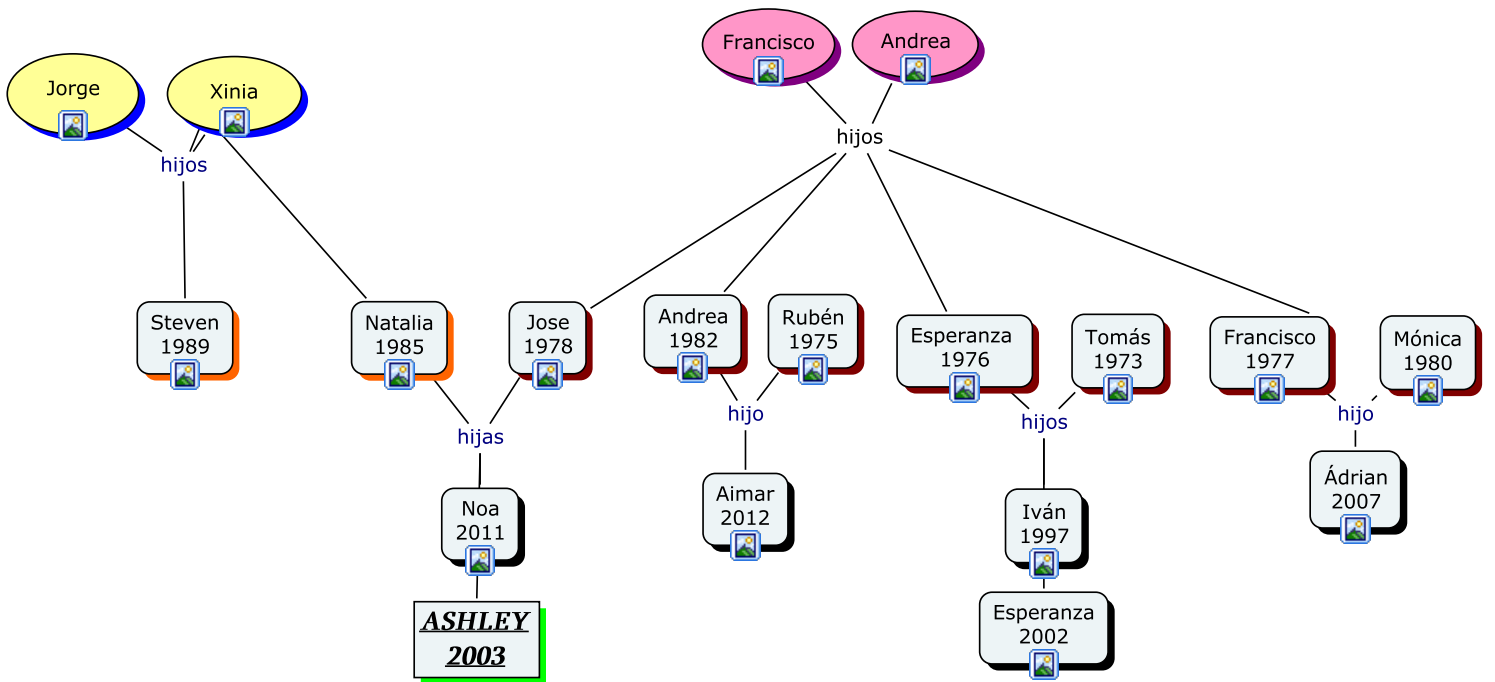 Francisco
Andrea
Jorge
Xinia
hijos
hijos
Steven
1989
Natalia
1985
Jose
1978
Andrea
1982
Rubén
1975
Esperanza
1976
Tomás
1973
Francisco
1977
Mónica
1980
hijas
hijo
hijos
hijo
Noa
2011
Aimar
2012
Iván
1997
Ádrian
2007
ASHLEY
2003
Esperanza
2002